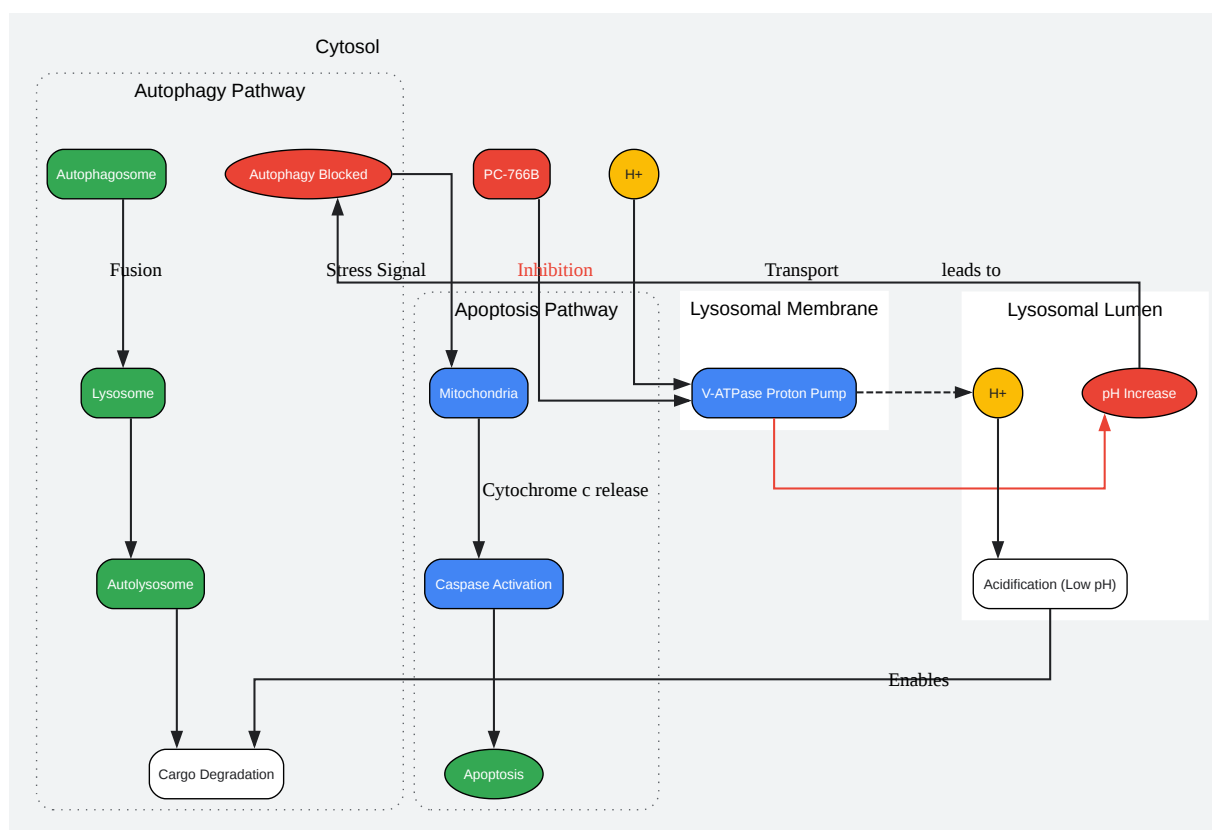 Cytosol
Autophagy Pathway
Autophagosome
Autophagy Blocked
PC-766B
H+
Fusion
Stress Signal
Inhibition
Transport
leads to
Apoptosis Pathway
Lysosomal Membrane
Lysosomal Lumen
Lysosome
Mitochondria
V-ATPase Proton Pump
H+
pH Increase
Cytochrome c release
Autolysosome
Caspase Activation
Acidification (Low pH)
Enables
Cargo Degradation
Apoptosis